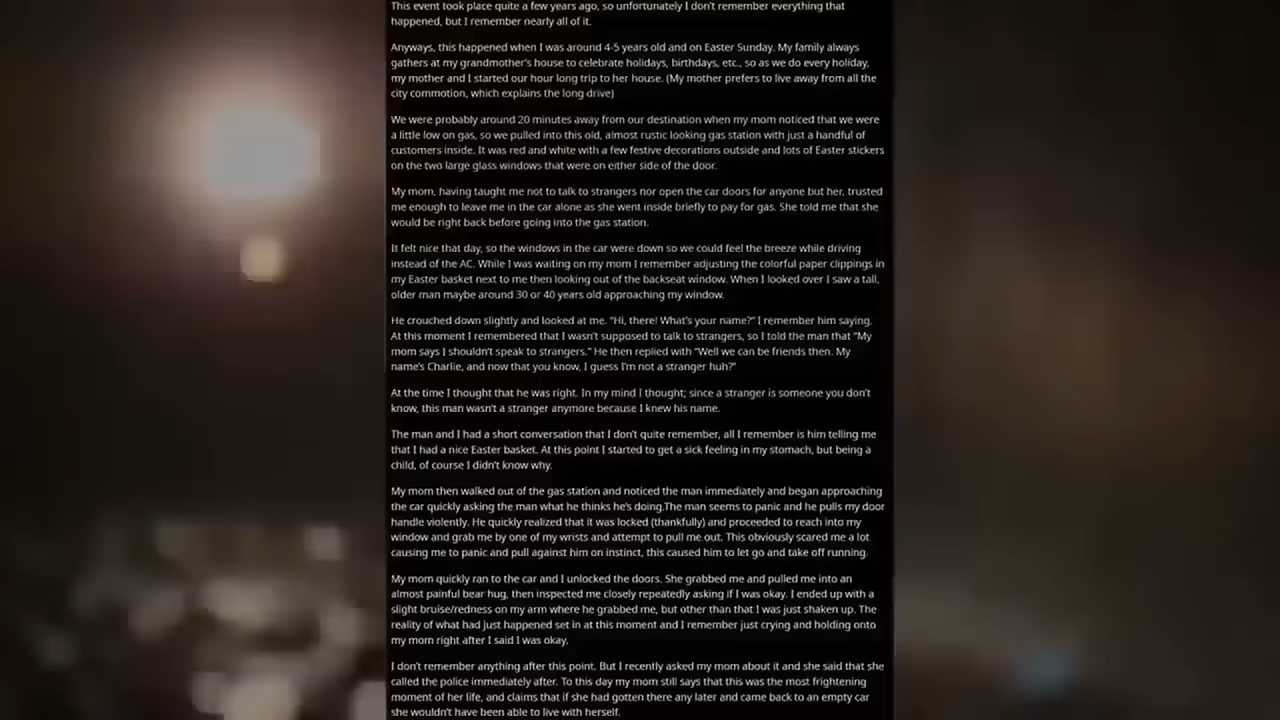 This event took place quite a few years ago, so unfortunately I don't remember everything that
happened, but I remember nearly all of it.
Anyways, this happened when I was around 4-5 years old and on Easter Sunday. My family always
gathers at my grandmother's house to celebrate holidays, birthdays, etc., so as we do every holiday,
my mother and I started our hour long trip to her house. (My mother prefers to live away from all the
city commotion, which explains the long drive)
We were probably around 20 minutes away from our destination when my mom noticed that we were
a little low on gas, so we pulled into this old, almost rustic looking gas station with just a handful of
customers inside. It was red and white with a few festive decorations outside and lots of Easter stickers
on the two large glass windows that were on either side of the door.
My mom, having taught me not to talk to strangers nor open the car doors for anyone but her, trusted
me enough to leave me in the car alone as she went inside briefly to pay for gas. She told me that she
would be right back before going into the gas station.
It felt nice that day, so the windows in the car were down so we could feel the breeze while driving
instead of the AC. While I was waiting on my mom I remember adjusting the colorful paper clippings in
my Easter basket next to me then looking out of the backseat window. When I looked over I saw a tall,
older man maybe around 30 or 40 years old approaching my window.
He crouched down slightly and looked at me. "Hi, there! What's your name?" I remember him saying.
At this moment I remembered that I wasn't supposed to talk to strangers, so I told the man that "My
mom says I shouldn't speak to strangers." He then replied with "Well we can be friends then. My
name's Charlie, and now that you know, I guess I'm not a stranger huh?"
At the time I thought that he was right. In my mind I thought; since a stranger is someone you don't
know, this man wasn't a stranger anymore because I knew his name.
The man and I had a short conversation that I don't quite remember, all I remember is him telling me
that I had a nice Easter basket. At this point I started to get a sick feeling in my stomach, but being a
child, of course I didn't know why.
My mom then walked out of the gas station and noticed the man immediately and began approaching
the car quickly asking the man what he thinks he's doing.The man seems to panic and he pulls my door
handle violently. He quickly realized that it was locked (thankfully) and proceeded to reach into my
window and grab me by one of my wrists and attempt to pull me out. This obviously scared me a lot
causing me to panic and pull against him on instinct, this caused him to let go and take off running.
My mom quickly ran to the car and I unlocked the doors. She grabbed me and pulled me into an
almost painful bear hug, then inspected me closely repeatedly asking if I was okay. I ended up with a
slight bruise/redness on my arm where he grabbed me, but other than that I was just shaken up. The
reality of what had just happened set in at this moment and I remember just crying and holding onto
my mom right after I said I was okay.
I don't remember anything after this point. But I recently asked my mom about it and she said that she
called the police immediately after. To this day my mom still says that this was the most frightening
moment of her life, and claims that if she had gotten there any later and came back to an empty car
she wouldn't have been able to live with herself.